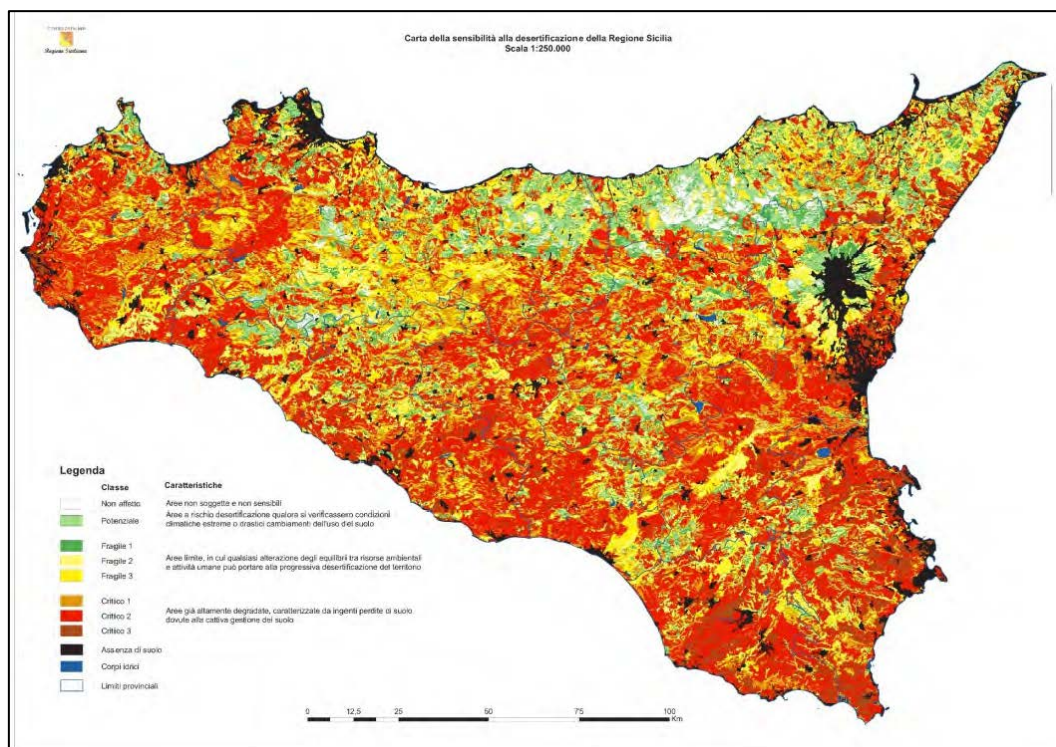 Regione Siciliana
Carta della sensibilità alla desertificazione della Regione Sicilia
Scala 1:250.000
Legenda
Classe Caratteristiche
Non affetto Aree non soggette e non sensibili
Potenziale Aree a rischio desertificazione qualora si verificassero condizioni
climatiche estreme o drastici cambiamenti dell'uso del suolo
Fragile 1
Fragile 2 Aree limite, in cui qualsiasi alterazione degli equilibri tra risorse ambientali
e attività umane può portare alla progressiva desertificazione del territorio
Fragile 3
Critico 1
Critico 2 Aree già altamente degradate, caratterizzate da ingenti perdite di suolo
dovute alla cattiva gestione del suolo
Critico 3
Assenza di suolo
Corpi idrici
Limiti provinciali
0 12,5 25 50 75 100
Km